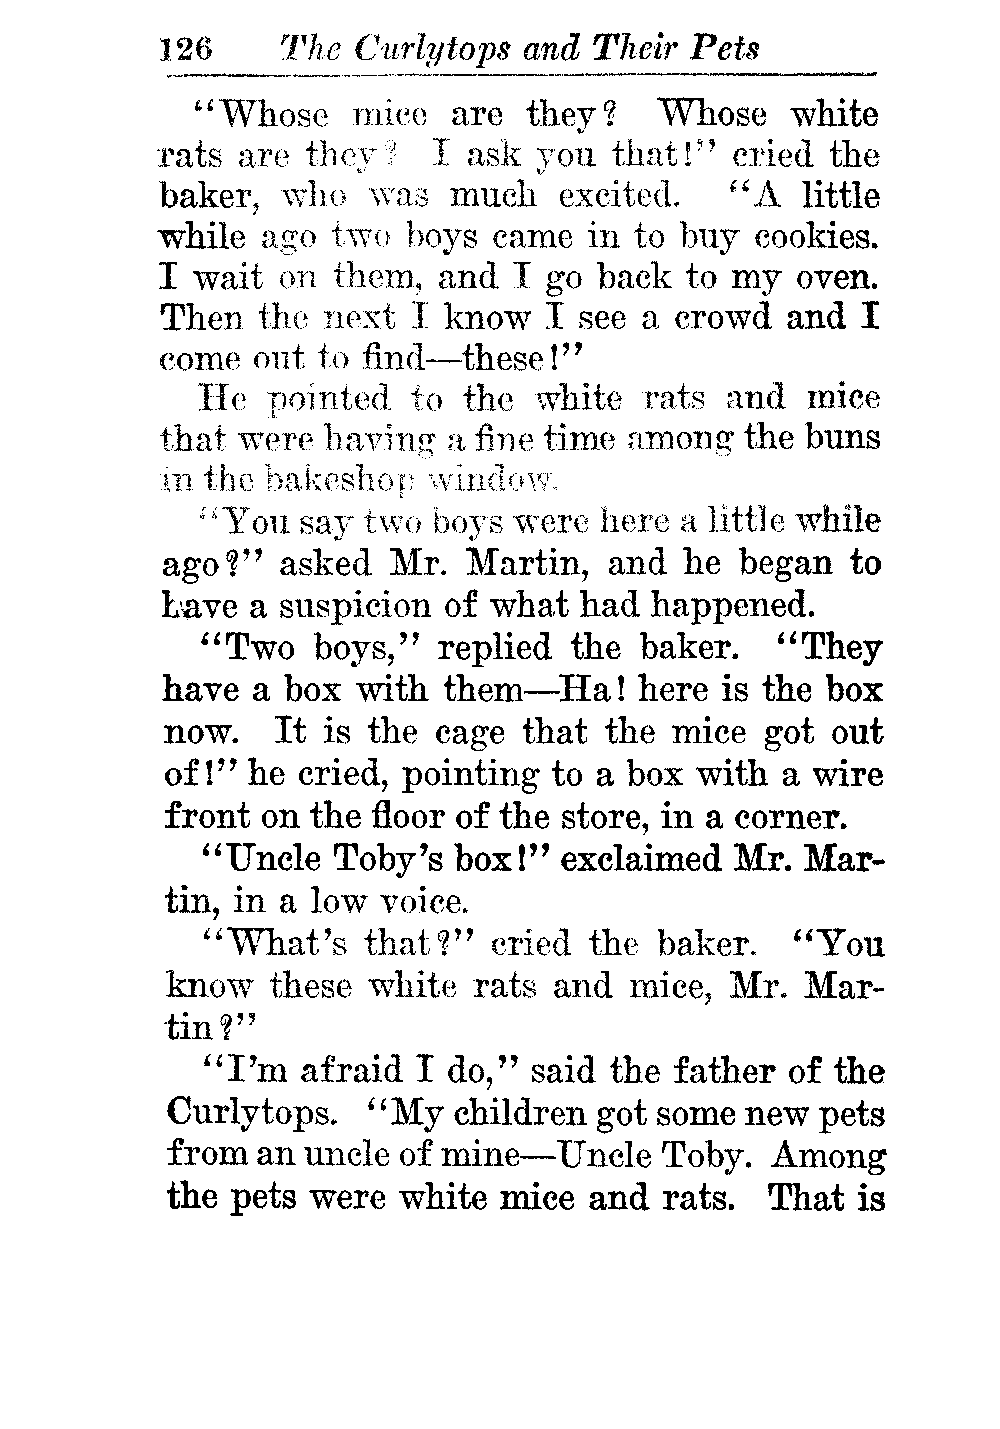 126 The Curlytops and Their Pets
"Whose mice are they? Whose white
rats are they? I ask you that!" cried the
baker, who was much excited. "A little
while ago two boys came in to buy cookies.
I wait on them, and I go back to my oven.
Then the next I know I see a crowd and I
come out to find—these!"
He pointed to the white rats and mice
that were having a fine time among the buns
in the bakeshop window.
"You say two boys were here a little while
ago?" asked Mr. Martin, and he began to
have a suspicion of what had happened.
"Two boys," replied the baker. "They
have a box with them—Ha! here is the box
now. It is the cage that the mice got out
of!" he cried, pointing to a box with a wire
front on the floor of the store, in a corner.
"Uncle Toby's box!" exclaimed Mr. Mar-
tin, in a low voice.
"What's that?" cried the baker. "You
know these white rats and mice, Mr. Mar-
tin?"
"I'm afraid I do," said the father of the
Curlytops. "My children got some new pets
from an uncle of mine—Uncle Toby. Among
the pets were white mice and rats. That is